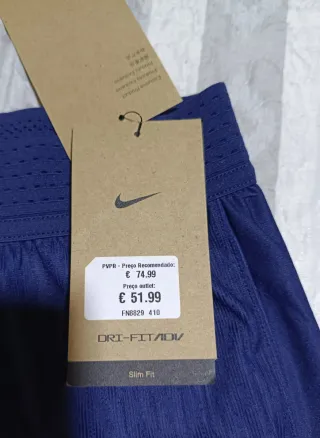 PVPR - Preço Recomendado:
€ 74.99
Preço outlet:
€ 51.99
FN8829 410
DRI-FIT ADV
Slim Fit